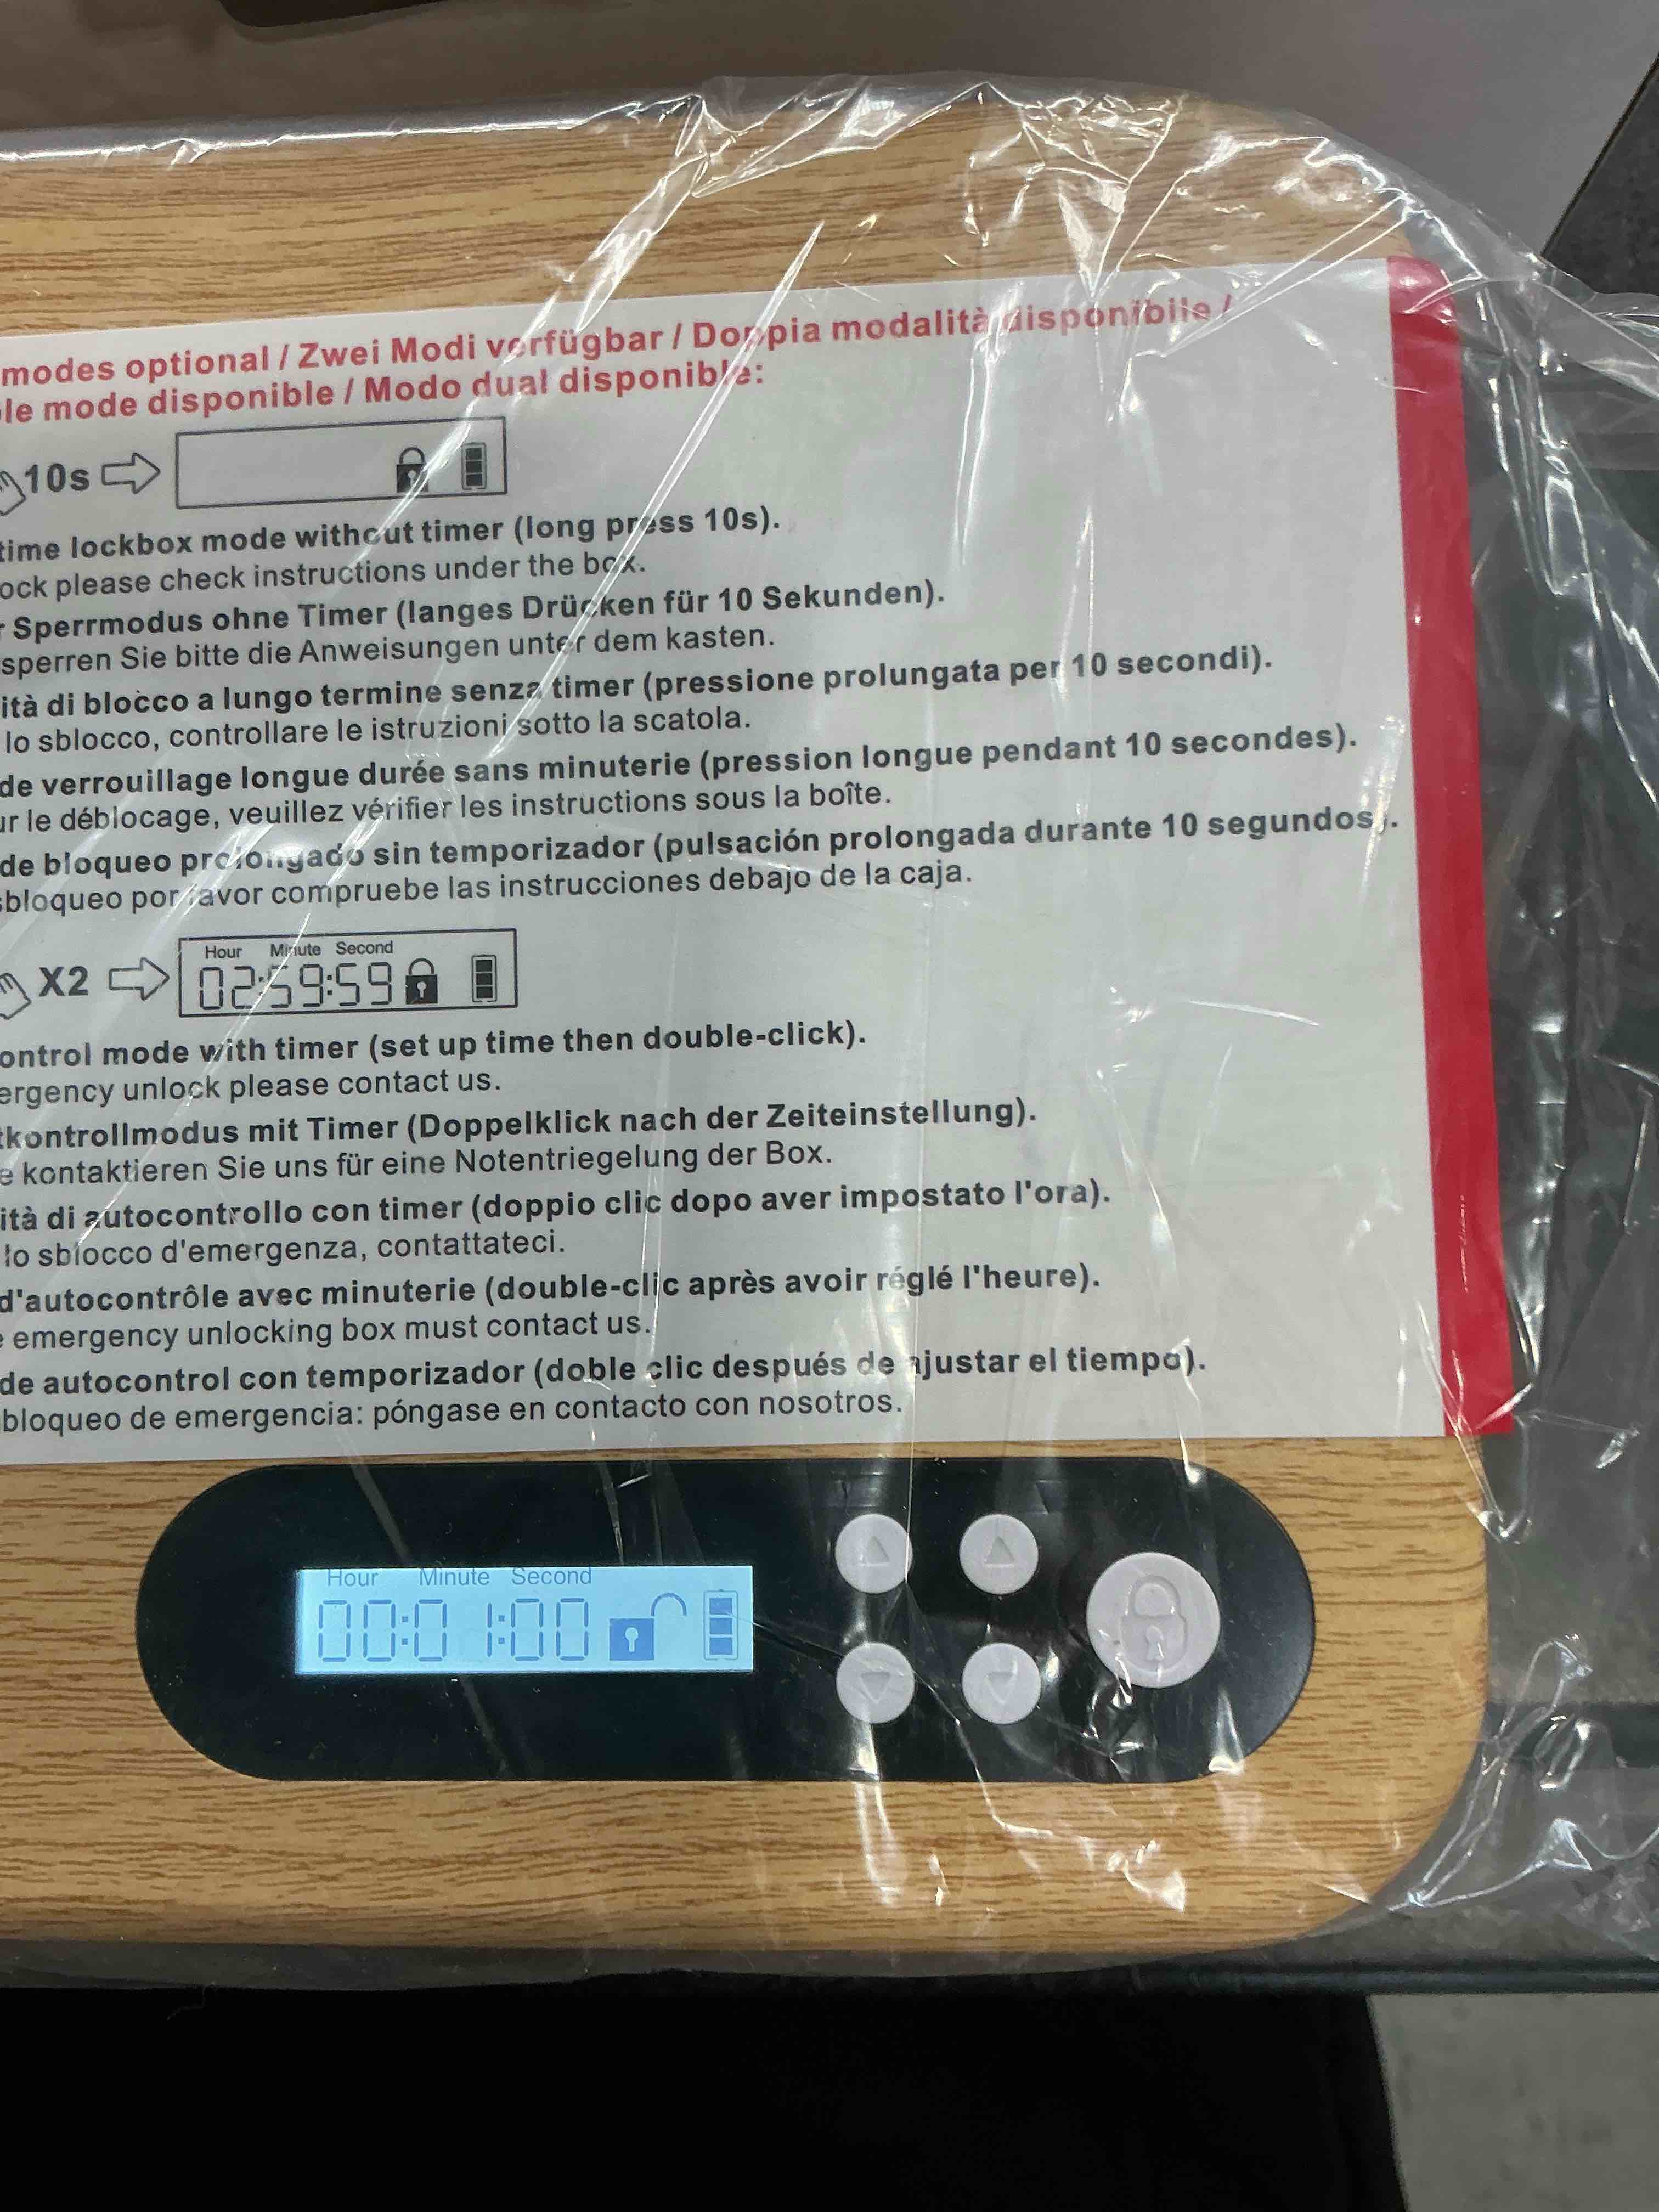 modes optional / Zwei Modi verfügbar / Doppia modalità disponibile /
le mode disponible / Modo dual disponible:
10s
time lockbox mode without timer (long press 10s).
ock please check instructions under the box.
r Sperrmodus ohne Timer (langes Drücken für 10 Sekunden).
sperren Sie bitte die Anweisungen unter dem kasten.
ità di blocco a lungo termine senza timer (pressione prolungata per 10 secondi).
lo sblocco, controllare le istruzioni sotto la scatola.
de verrouillage longue durée sans minuterie (pression longue pendant 10 secondes).
ur le déblocage, veuillez vérifier les instructions sous la boîte.
de bloqueo prolongado sin temporizador (pulsación prolongada durante 10 segundos).
sbloqueo por favor compruebe las instrucciones debajo de la caja.
Hour Minute Second
X2 02:59:59
ontrol mode with timer (set up time then double-click).
ergency unlock please contact us.
tkontrollmodus mit Timer (Doppelklick nach der Zeiteinstellung).
e kontaktieren Sie uns für eine Notentriegelung der Box.
ità di autocontrollo con timer (doppio clic dopo aver impostato l'ora).
lo sblocco d'emergenza, contattateci.
d'autocontrôle avec minuterie (double-clic après avoir réglé l'heure).
e emergency unlocking box must contact us.
de autocontrol con temporizador (doble clic después de ajustar el tiempo).
bloqueo de emergencia: póngase en contacto con nosotros.
Hour Minute Second
00:01:00